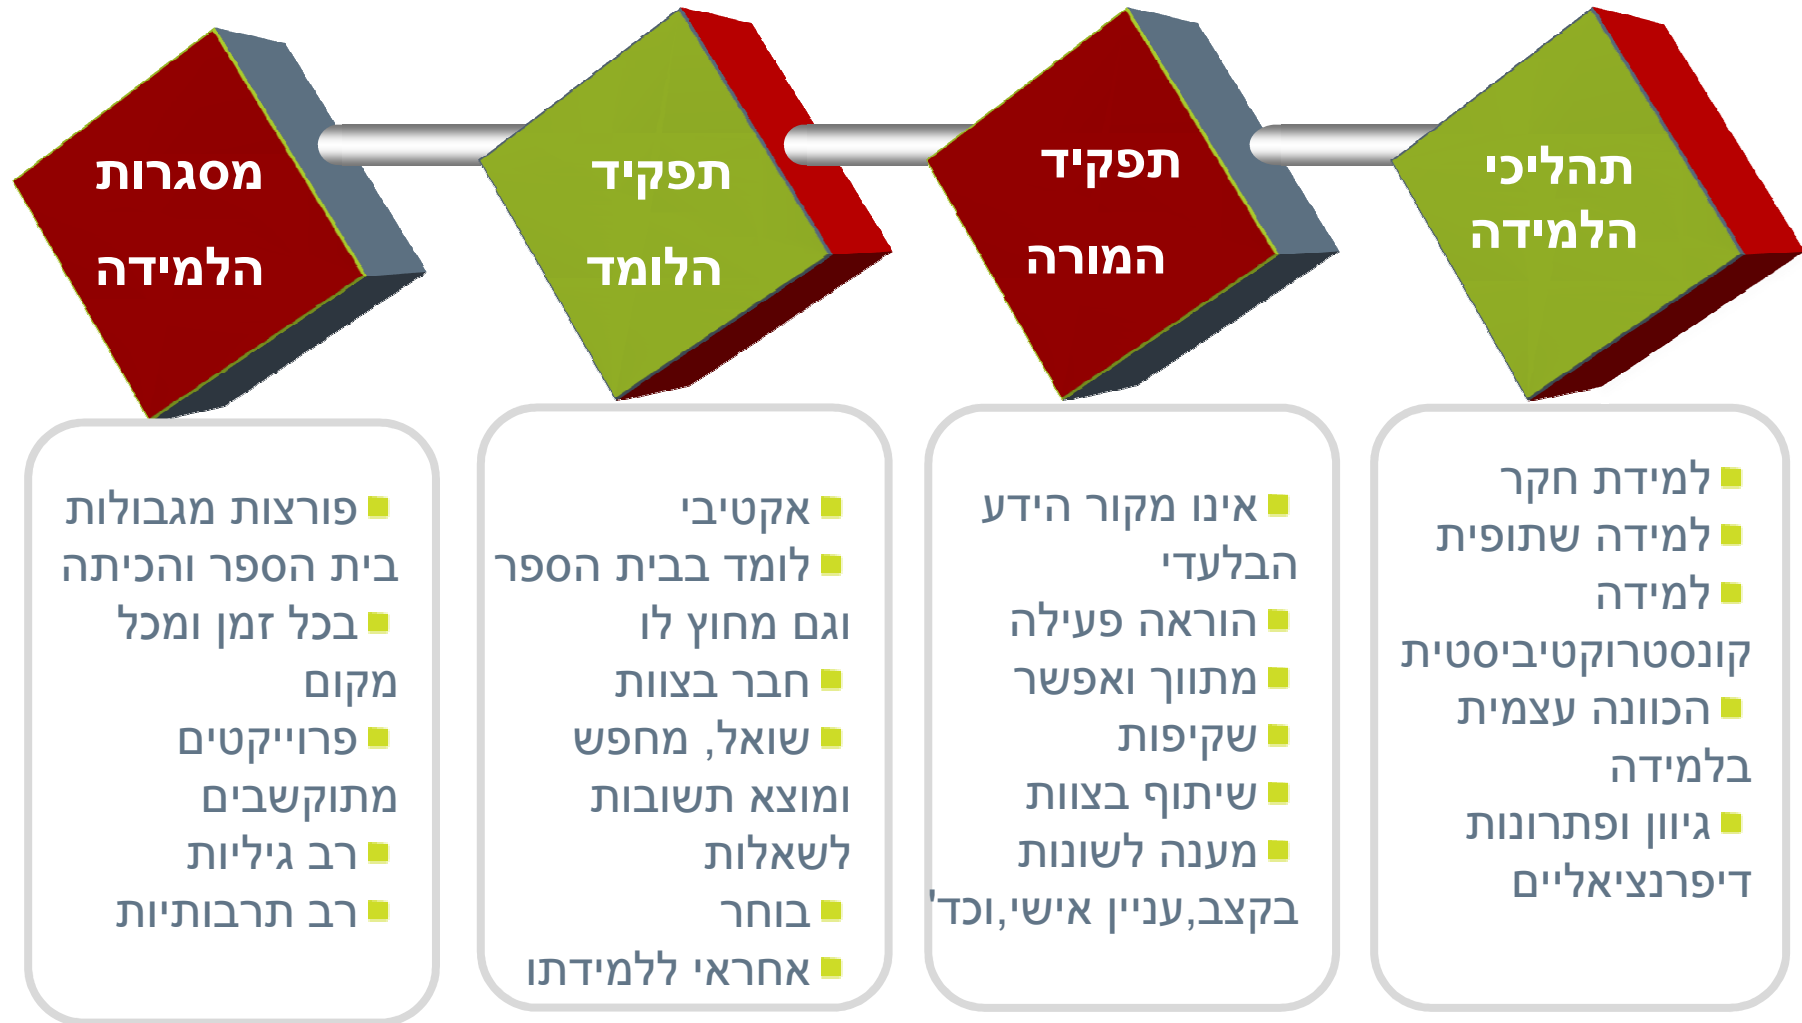 תהליכי
הלמידה
למידת חקר
למידה שתופית
למידה
קונסטרוקטיביסטית
הכוונה עצמית
בלמידה
גיוון ופתרונות
דיפרנציאליים
תפקיד
המורה
אינו מקור הידע
הבלעדי
הוראה פעילה
מתווך ואפשר
שקיפות
שיתוף בצוות
מענה לשונות
בקצב,עניין אישי,וכד'
תפקיד
הלומד
אקטיבי
לומד בבית הספר
וגם מחוץ לו
חבר בצוות
שואל, מחפש
ומוצא תשובות
לשאלות
בוחר
אחראי ללמידתו
מסגרות
הלמידה
פורצות מגבולות
בית הספר והכיתה
בכל זמן ומכל
מקום
פרוייקטים
מתוקשבים
רב גיליות
רב תרבותיות